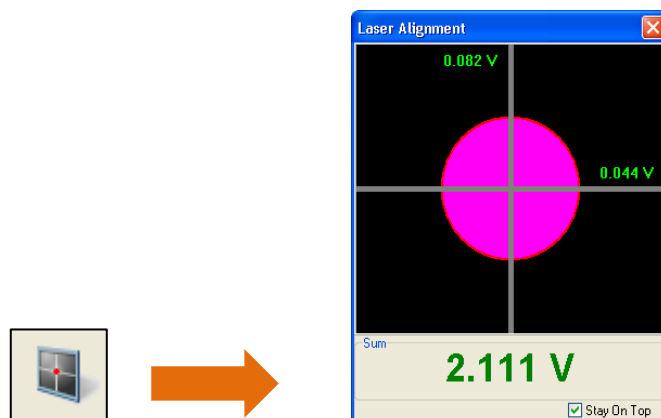 Laser Alignment
0.082 V
0.044 V
Sum
2.111 V
Stay On Top